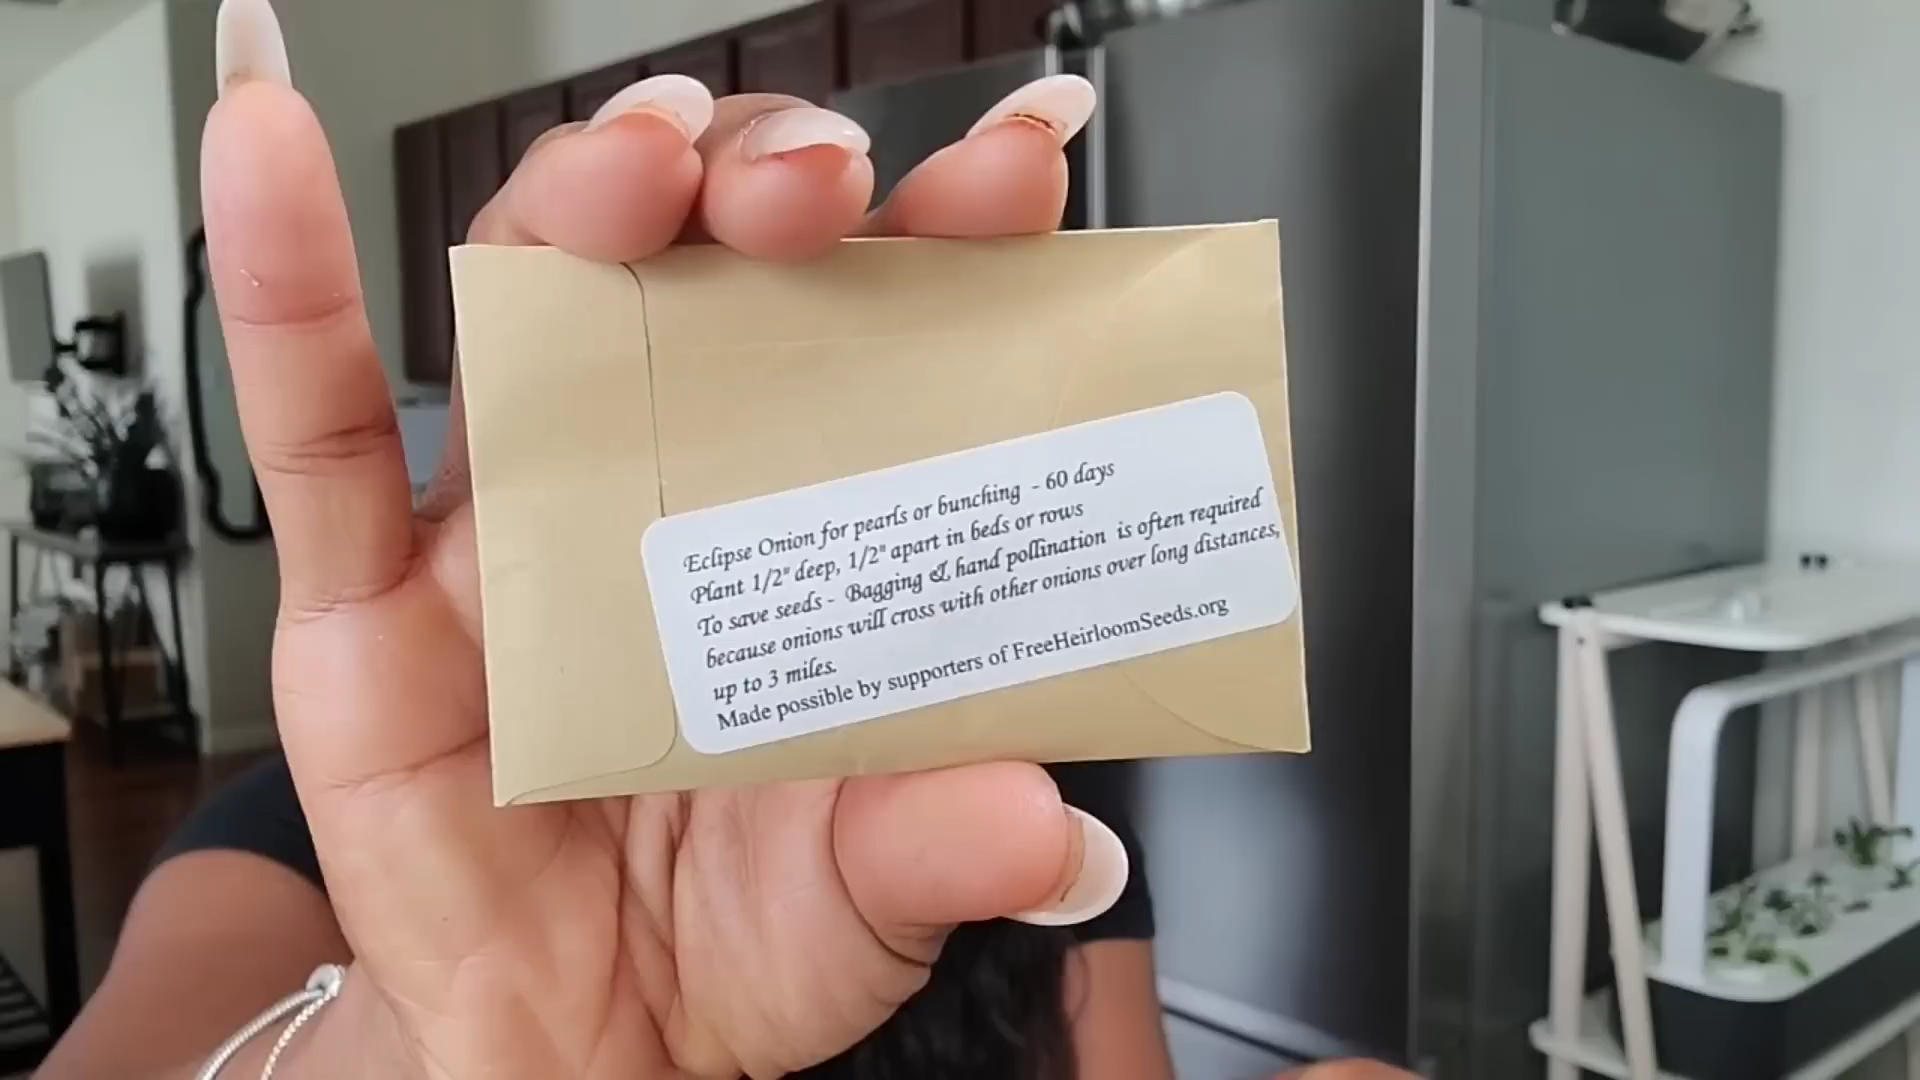 Eclipse Onion for pearls or bunching - 60 days
Plant 1/2" deep, 1/2" apart in beds or rows
To save seeds - Bagging & hand pollination is often required
because onions will cross with other onions over long distances,
up to 3 miles.
Made possible by supporters of FreeHeirloomSeeds.org